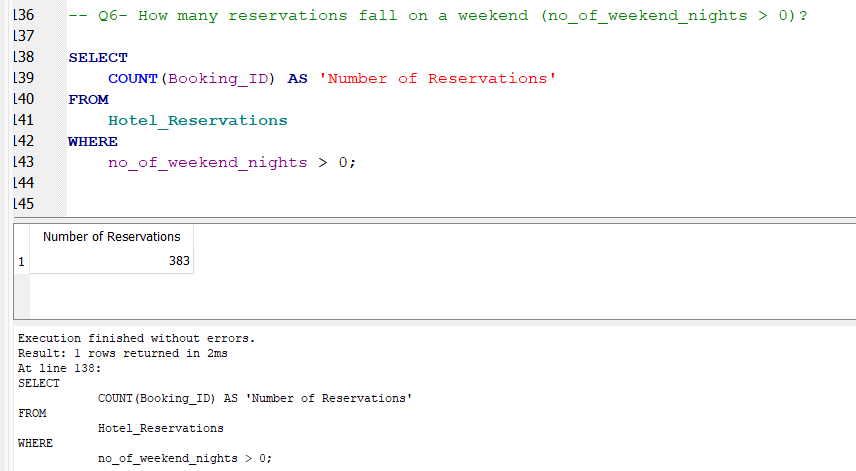 136 -- Q6- How many reservations fall on a weekend (no_of_weekend_nights > 0)?
137
138 SELECT
139 COUNT(Booking_ID) AS 'Number of Reservations'
140 FROM
141 Hotel_Reservations
142 WHERE
143 no_of_weekend_nights > 0;
144
145
Number of Reservations
1 383
Execution finished without errors.
Result: 1 rows returned in 2ms
At line 138:
SELECT
COUNT(Booking_ID) AS 'Number of Reservations'
FROM
Hotel_Reservations
WHERE
no_of_weekend_nights > 0;